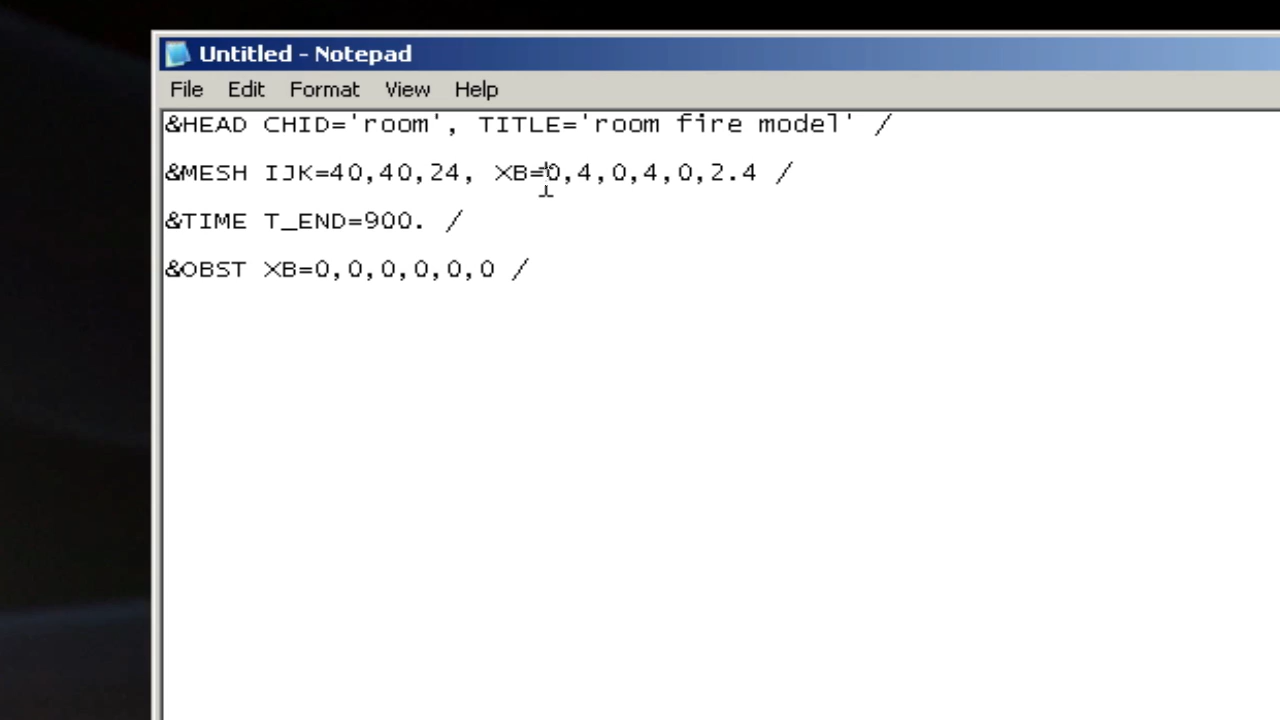 Untitled - Notepad
File Edit Format View Help
&HEAD CHID='room', TITLE='room fire model' /
&MESH IJK=40,40,24, XB=0,4,0,4,0,2.4 /
&TIME T_END=900. /
&OBST XB=0,0,0,0,0,0 /